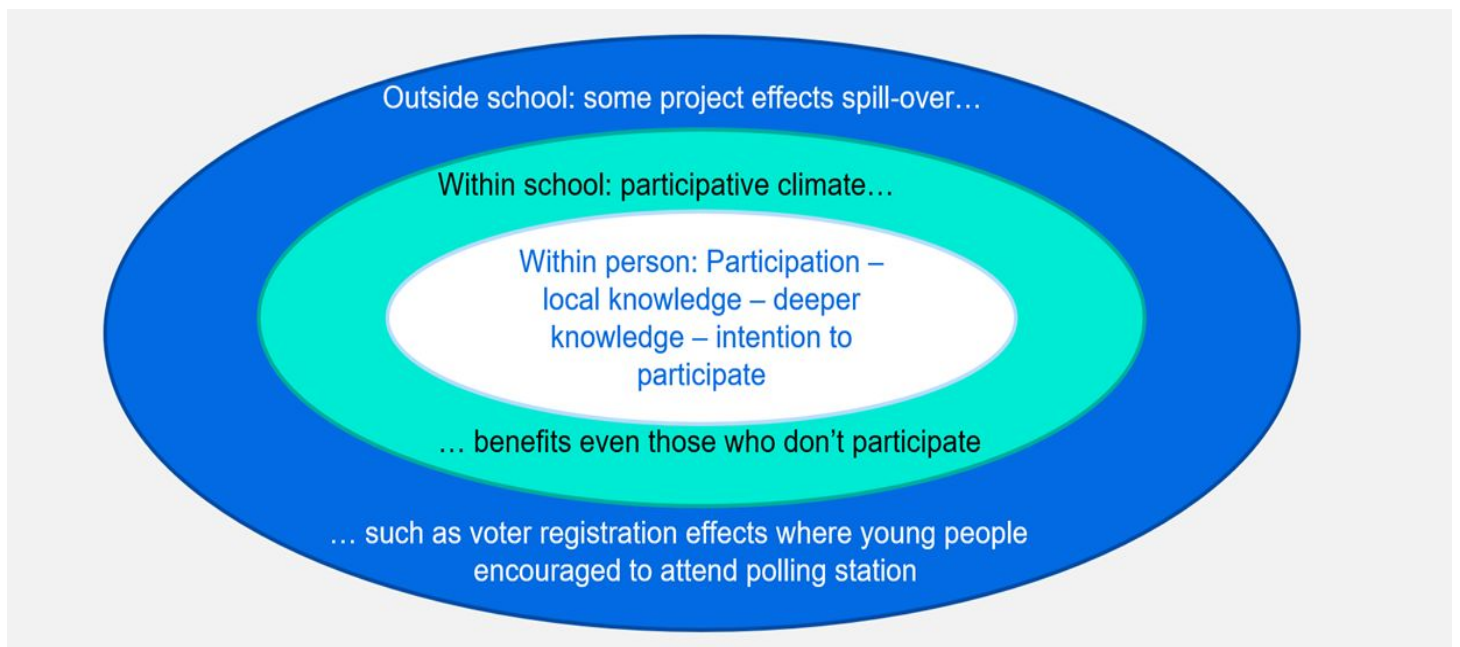 Outside school: some project effects spill-over…
Within school: participative climate…
Within person: Participation –
local knowledge – deeper
knowledge – intention to
participate
… benefits even those who don’t participate
… such as voter registration effects where young people
encouraged to attend polling station